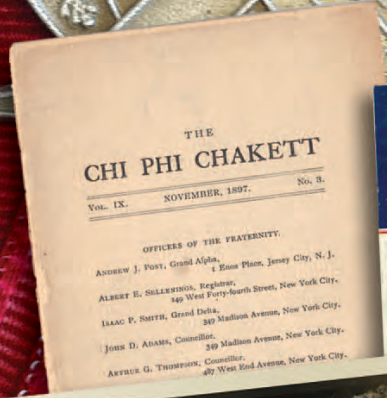 THE
CHI PHI CHAKETT
VOL. IX. NOVEMBER, 1897. No. 3.
OFFICERS OF THE FRATERNITY.
ANDREW J. POST, Grand Alpha,
1 Enos Place, Jersey City, N. J.
ALBERT E. SELLENINGS, Registrar,
149 West Forty-fourth Street, New York City.
ISAAC P. SMITH, Grand Delta,
349 Madison Avenue, New York City.
JOHN D. ADAMS, Councillor,
349 Madison Avenue, New York City.
ARTHUR G. THOMPSON, Councillor,
487 West End Avenue, New York City.